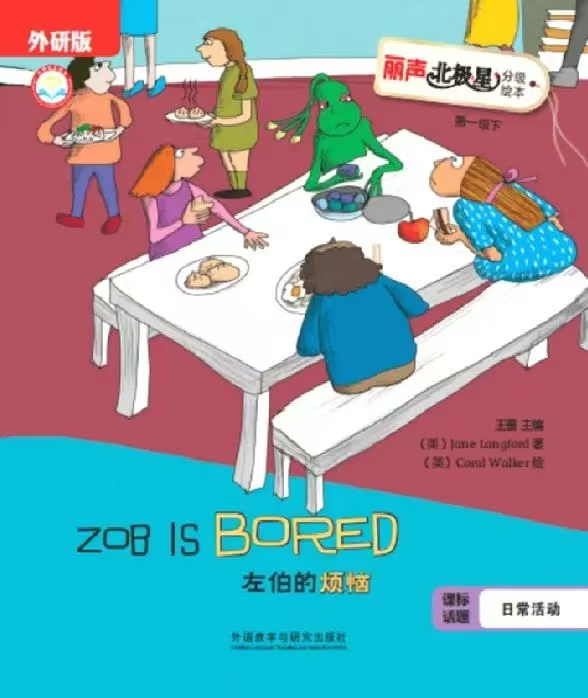 外研版
丽声北极星分级绘本
第一级下
王蔷 主编
（英）Jane Langford 著
（英）Coral Walker 绘
ZOB IS BORED
左伯的烦恼
课标话题
日常活动
外语教学与研究出版社